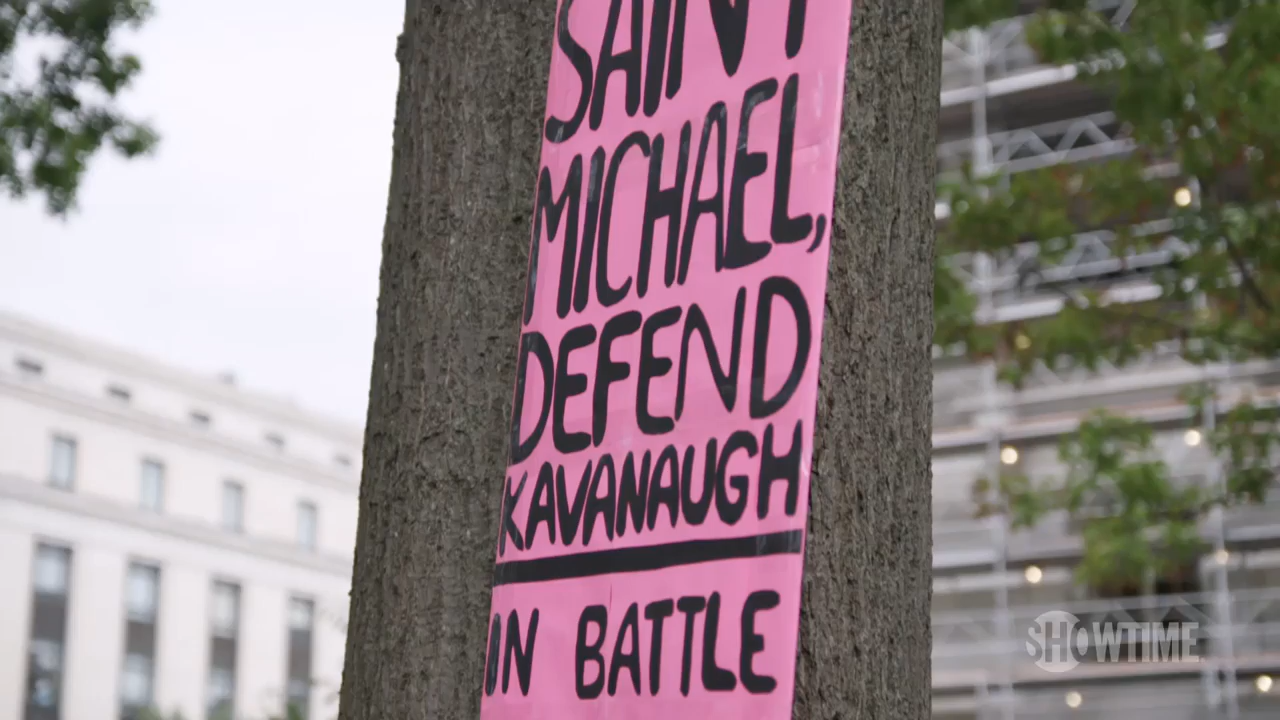 SAINT
MICHAEL,
DEFEND
KAVANAUGH
IN BATTLE
SHOWTIME